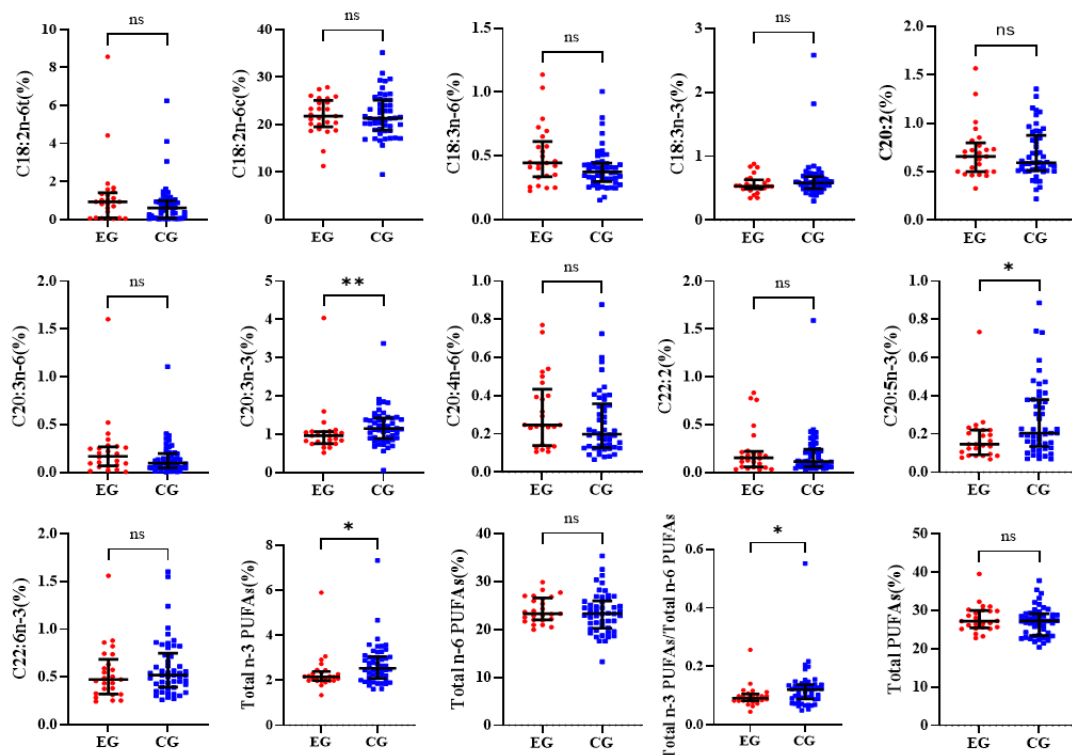 ns
C18:2n-6t(%)
10
8
6
4
2
0
EG CG
ns
C18:2n-6c(%)
40
30
20
10
0
EG CG
ns
C18:3n-6(%)
1.5
1.0
0.5
0.0
EG CG
ns
C18:3n-3(%)
3
2
1
0
EG CG
ns
C20:2(%)
2.0
1.5
1.0
0.5
0.0
EG CG
ns
C20:3n-6(%)
2.0
1.5
1.0
0.5
0.0
EG CG
**
C20:3n-3(%)
5
4
3
2
1
0
EG CG
ns
C20:4n-6(%)
1.0
0.8
0.6
0.4
0.2
0.0
EG CG
ns
C22:2(%)
2.0
1.5
1.0
0.5
0.0
EG CG
*
C20:5n-3(%)
1.0
0.8
0.6
0.4
0.2
0.0
EG CG
ns
C22:6n-3(%)
2.0
1.5
1.0
0.5
0.0
EG CG
*
Total n-3 PUFAs(%)
8
6
4
2
0
EG CG
ns
Total n-6 PUFAs(%)
40
30
20
10
0
EG CG
*
Total n-3 PUFAs/Total n-6 PUFAs
0.6
0.4
0.2
0.0
EG CG
ns
Total PUFAs(%)
50
40
30
20
10
0
EG CG